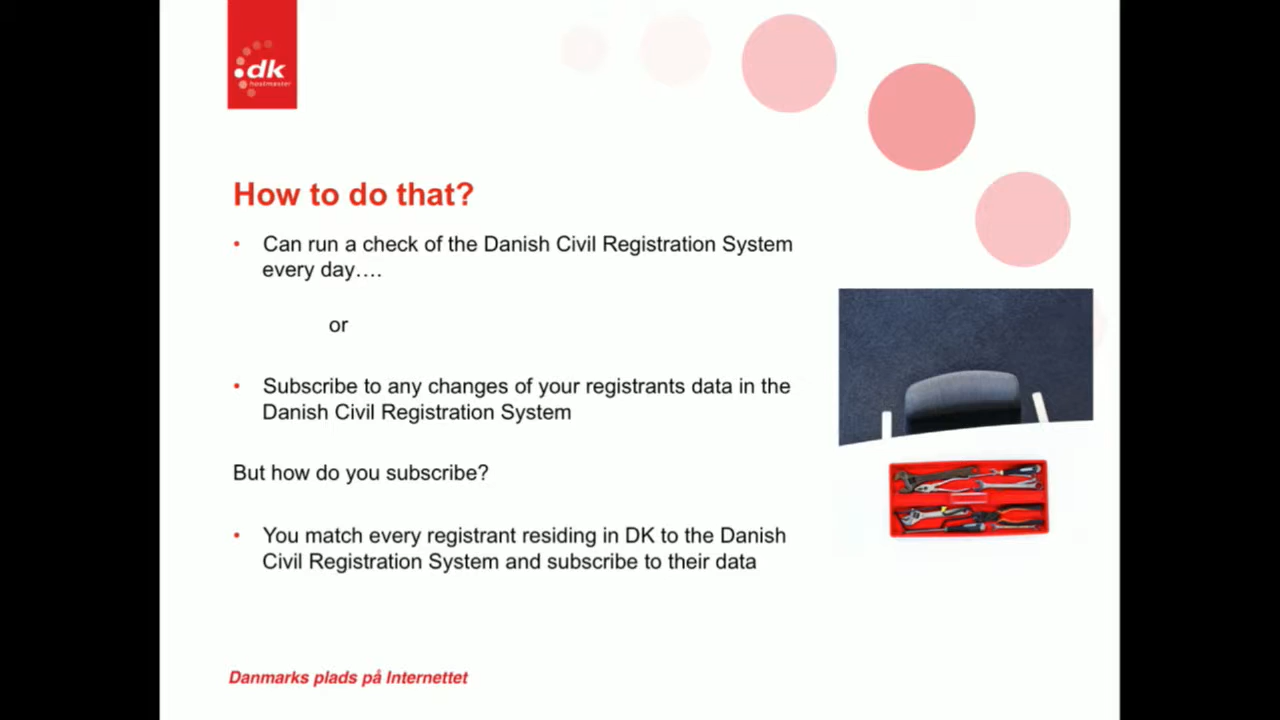 .dk
hostmaster
How to do that?
• Can run a check of the Danish Civil Registration System
every day….
or
• Subscribe to any changes of your registrants data in the
Danish Civil Registration System
But how do you subscribe?
• You match every registrant residing in DK to the Danish
Civil Registration System and subscribe to their data
Danmarks plads på Internettet